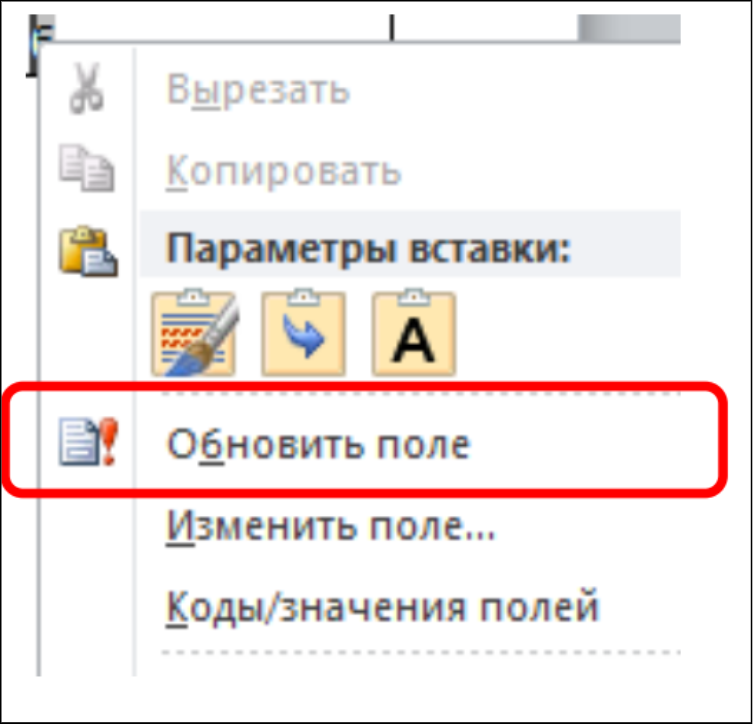 Вырезать
Копировать
Параметры вставки:
A
Обновить поле
Изменить поле...
Коды/значения полей